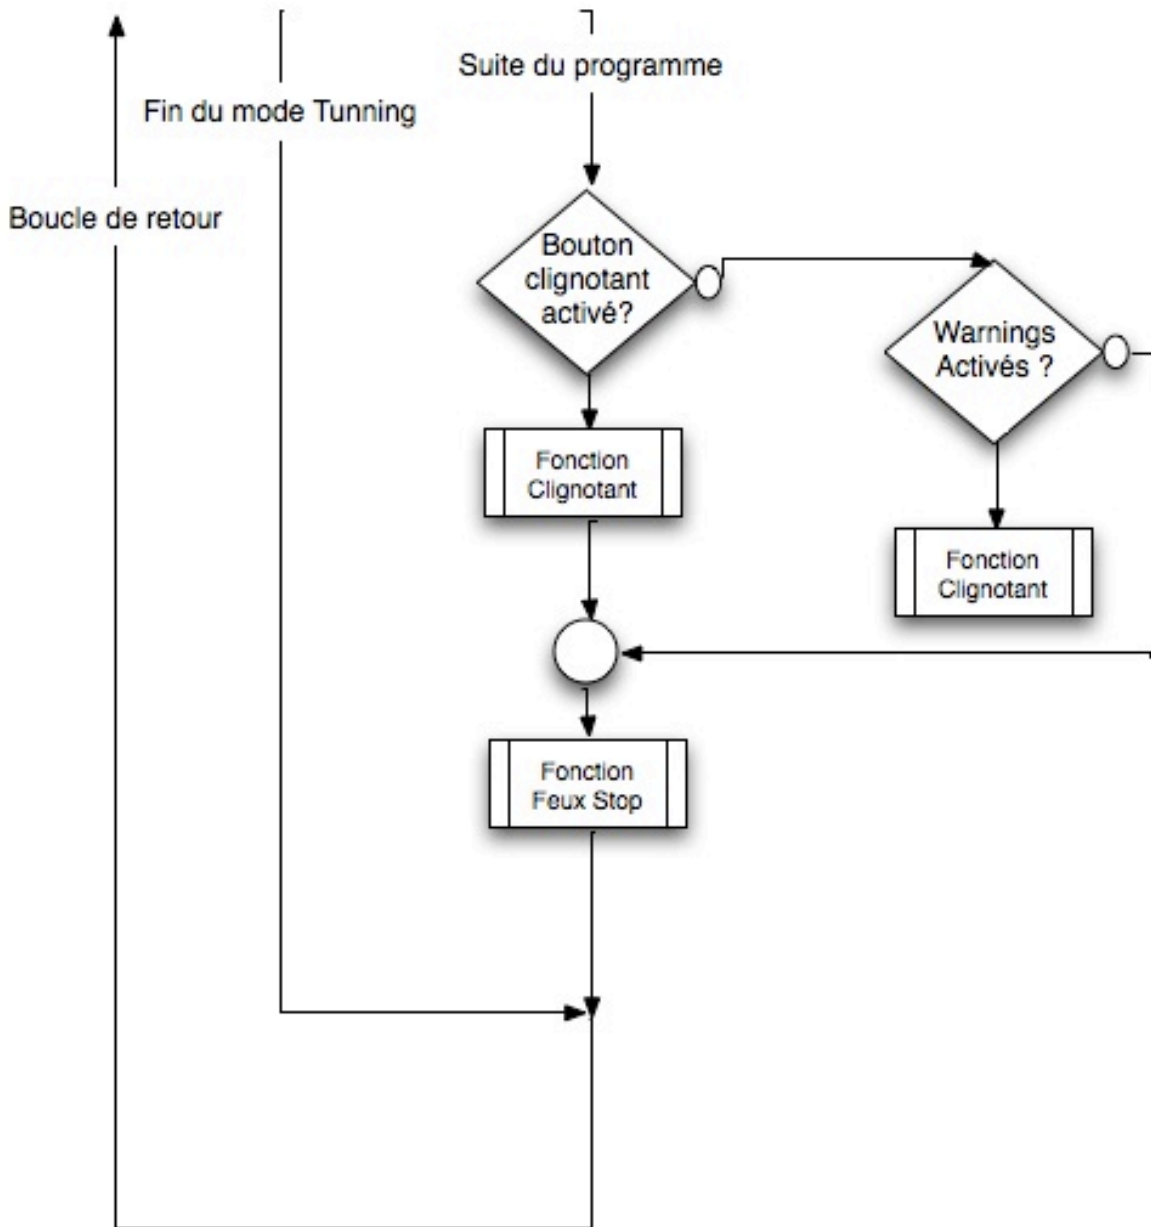 Suite du programme
Fin du mode Tunning
Boucle de retour
Bouton
clignotant
activé?
Warnings
Activés ?
Fonction
Clignotant
Fonction
Clignotant
Fonction
Feux Stop